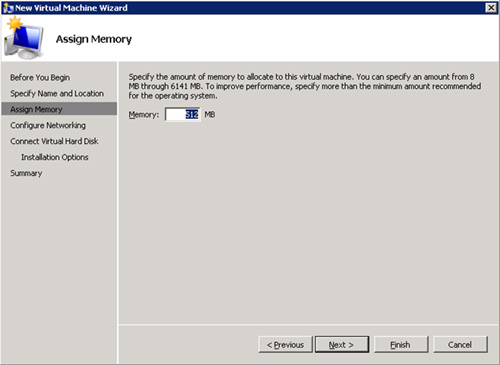 New Virtual Machine Wizard
Assign Memory
Before You Begin
Specify Name and Location
Assign Memory
Configure Networking
Connect Virtual Hard Disk
Installation Options
Summary
Specify the amount of memory to allocate to this virtual machine. You can specify an amount from 8
MB through 6141 MB. To improve performance, specify more than the minimum amount recommended
for the operating system.
Memory: 512 MB
< Previous Next > Finish Cancel